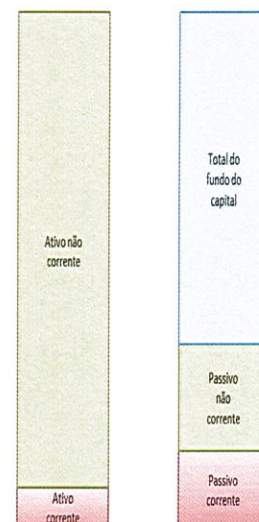 Ativo não
corrente
Ativo
corrente
Total do
fundo do
capital
Passivo
não
corrente
Passivo
corrente